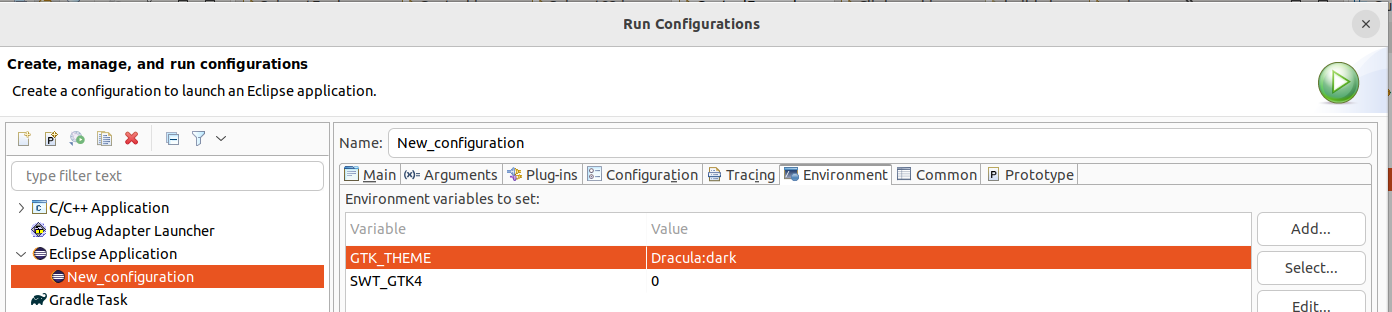 Run Configurations
Create, manage, and run configurations
Create a configuration to launch an Eclipse application.
Name: New_configuration
type filter text
Main (x)= Arguments Plug-ins Configuration Tracing Environment Common Prototype
C/C++ Application
Debug Adapter Launcher
Eclipse Application
New_configuration
Gradle Task
Environment variables to set:
Variable Value
GTK_THEME Dracula:dark
SWT_GTK4 0
Add...
Select...
Edit...